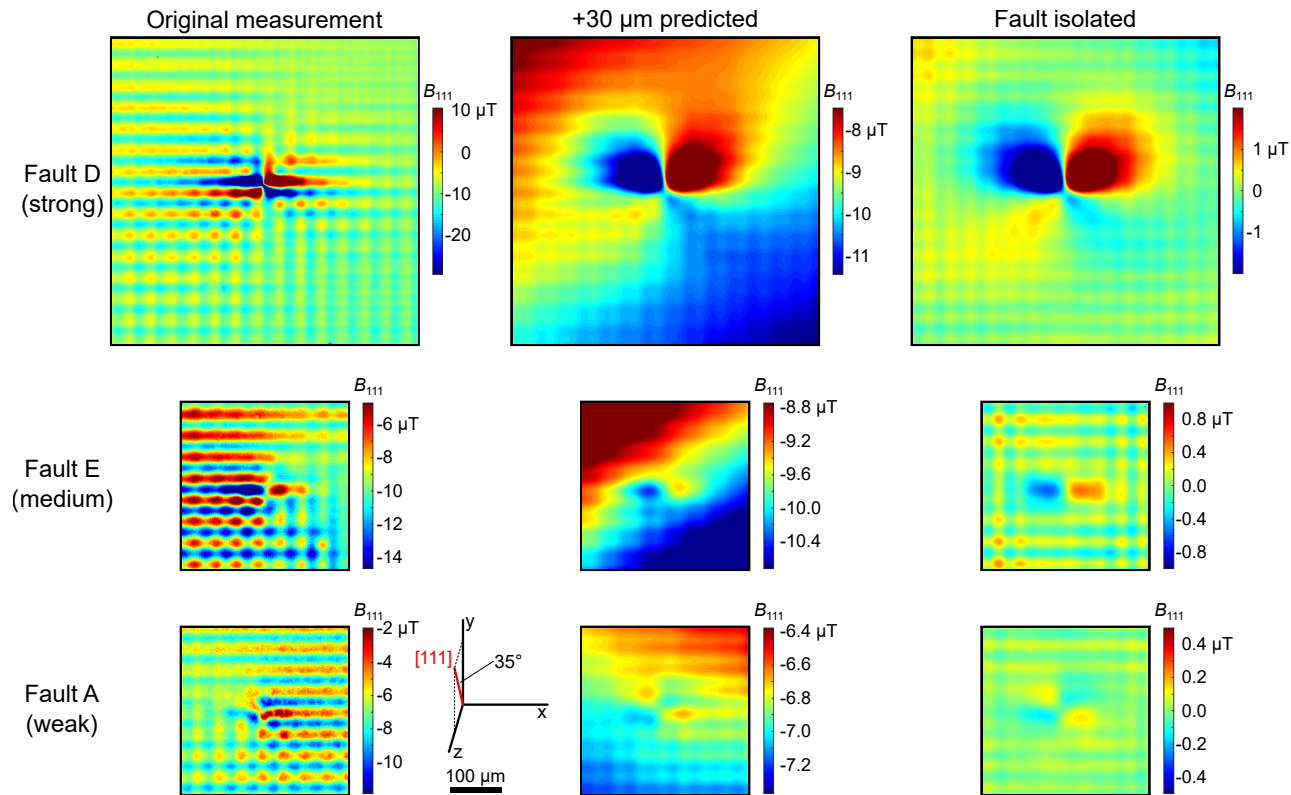 Original measurement
+30 µm predicted
Fault isolated
Fault D
(strong)
B111
10 µT
0
-10
-20
B111
-8 µT
-9
-10
-11
B111
1 µT
0
-1
Fault E
(medium)
B111
-6 µT
-8
-10
-12
-14
B111
-8.8 µT
-9.2
-9.6
-10.0
-10.4
B111
0.8 µT
0.4
0.0
-0.4
-0.8
Fault A
(weak)
B111
-2 µT
-4
-6
-8
-10
y
[111]
35°
x
z
100 µm
B111
-6.4 µT
-6.6
-6.8
-7.0
-7.2
B111
0.4 µT
0.2
0.0
-0.2
-0.4